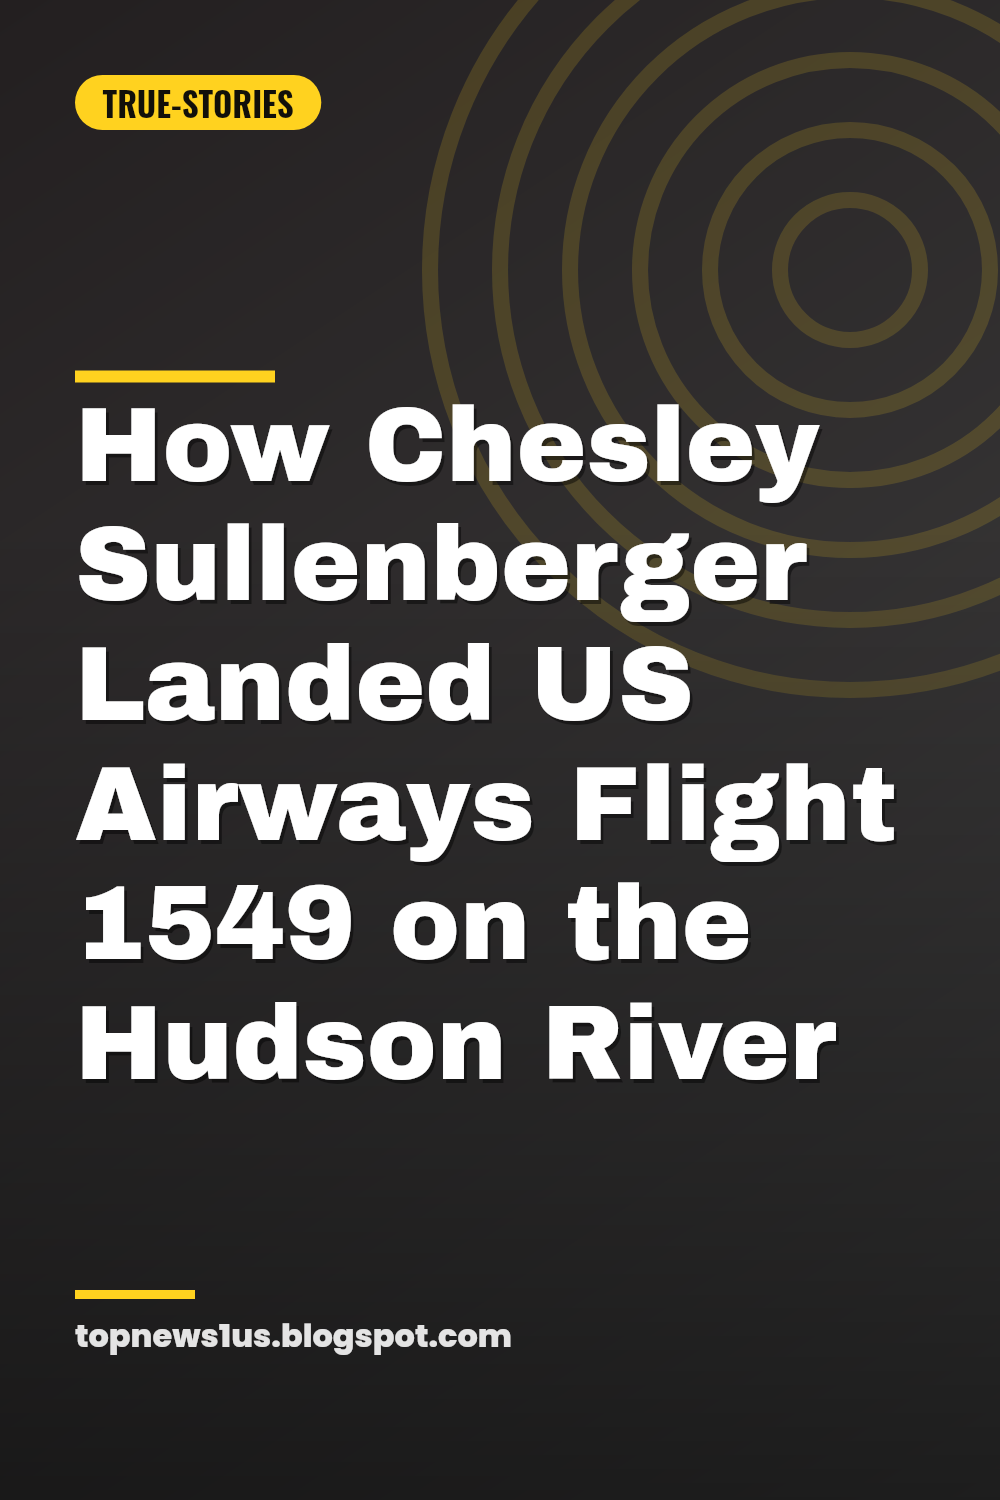 TRUE-STORIES
How Chesley
Sullenberger
Landed US
Airways Flight
1549 on the
Hudson River
topnews1us.blogspot.com